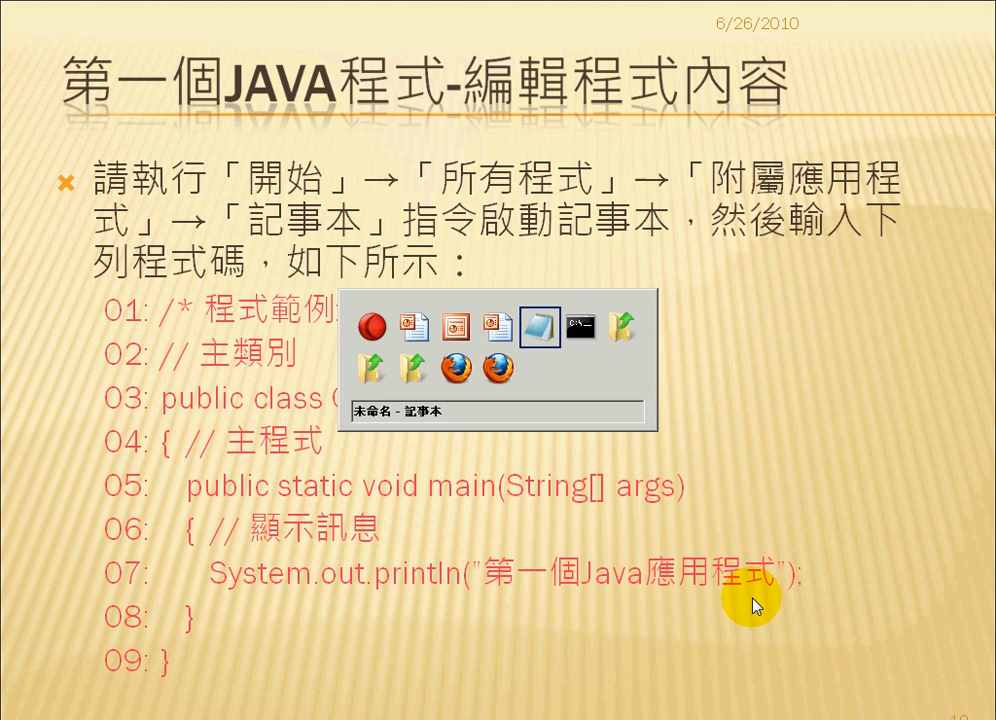 6/26/2010
第一個JAVA程式-編輯程式內容
請執行「開始」→「所有程式」→「附屬應用程
式」→「記事本」指令啟動記事本，然後輸入下
列程式碼，如下所示：
01: /* 程式範例
02: // 主類別
03: public class
未命名 - 記事本
04: { // 主程式
05: public static void main(String[] args)
06: { // 顯示訊息
07: System.out.println("第一個Java應用程式");
08: }
09: }